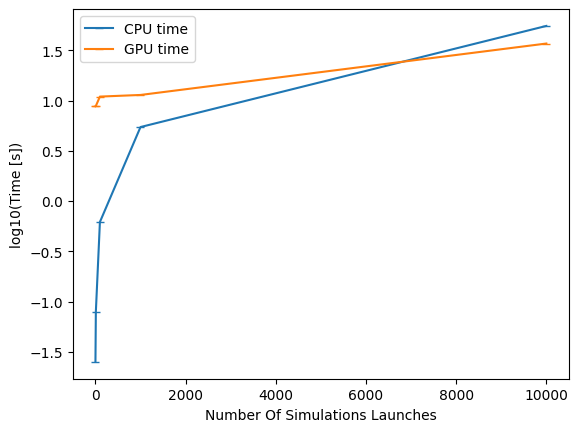 CPU time
GPU time
1.5
1.0
0.5
0.0
−0.5
−1.0
−1.5
log10(Time [s])
0 2000 4000 6000 8000 10000
Number Of Simulations Launches